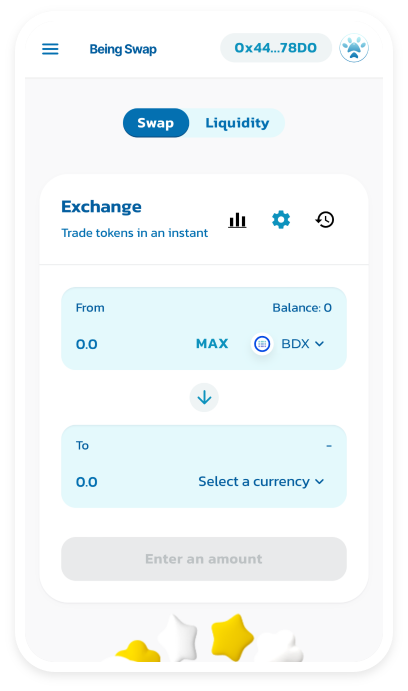 Being Swap
0x44...78D0
Swap
Liquidity
Exchange
Trade tokens in an instant
From
Balance: 0
0.0
MAX
BDX
To
-
0.0
Select a currency
Enter an amount